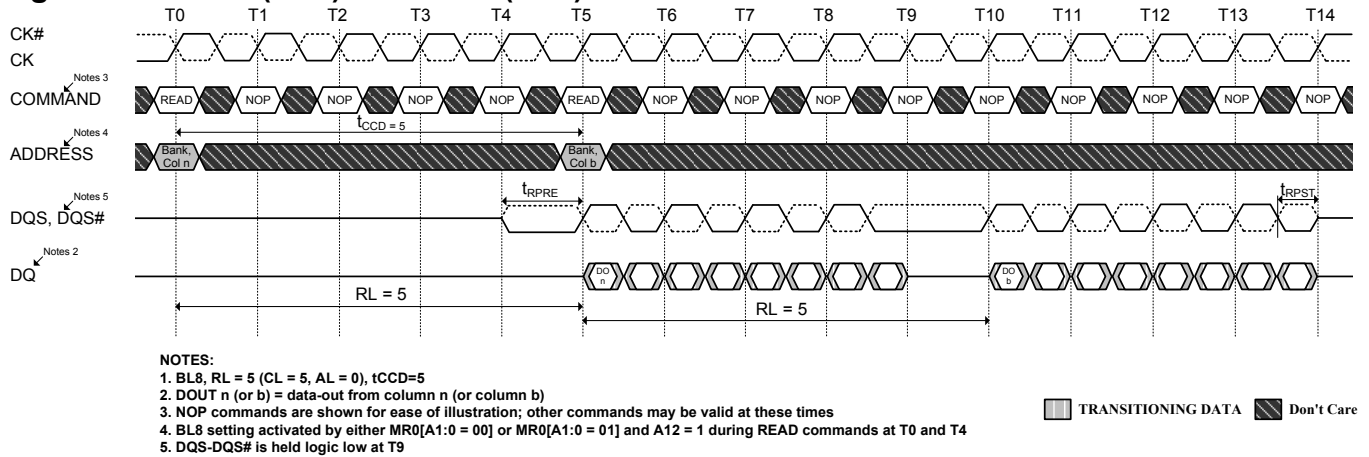 T0 T1 T2 T3 T4 T5 T6 T7 T8 T9 T10 T11 T12 T13 T14
CK#
CK
Notes 3
COMMAND
READ NOP NOP NOP NOP READ NOP NOP NOP NOP NOP NOP NOP NOP NOP
tCCD = 5
Notes 4
ADDRESS
Bank, Col n
Bank, Col b
tRPRE
tRPST
Notes 5
DQS, DQS#
Notes 2
DQ
DO n
DO b
RL = 5
RL = 5
NOTES:
1. BL8, RL = 5 (CL = 5, AL = 0), tCCD=5
2. DOUT n (or b) = data-out from column n (or column b)
3. NOP commands are shown for ease of illustration; other commands may be valid at these times
4. BL8 setting activated by either MR0[A1:0 = 00] or MR0[A1:0 = 01] and A12 = 1 during READ commands at T0 and T4
5. DQS-DQS# is held logic low at T9
TRANSITIONING DATA
Don't Care